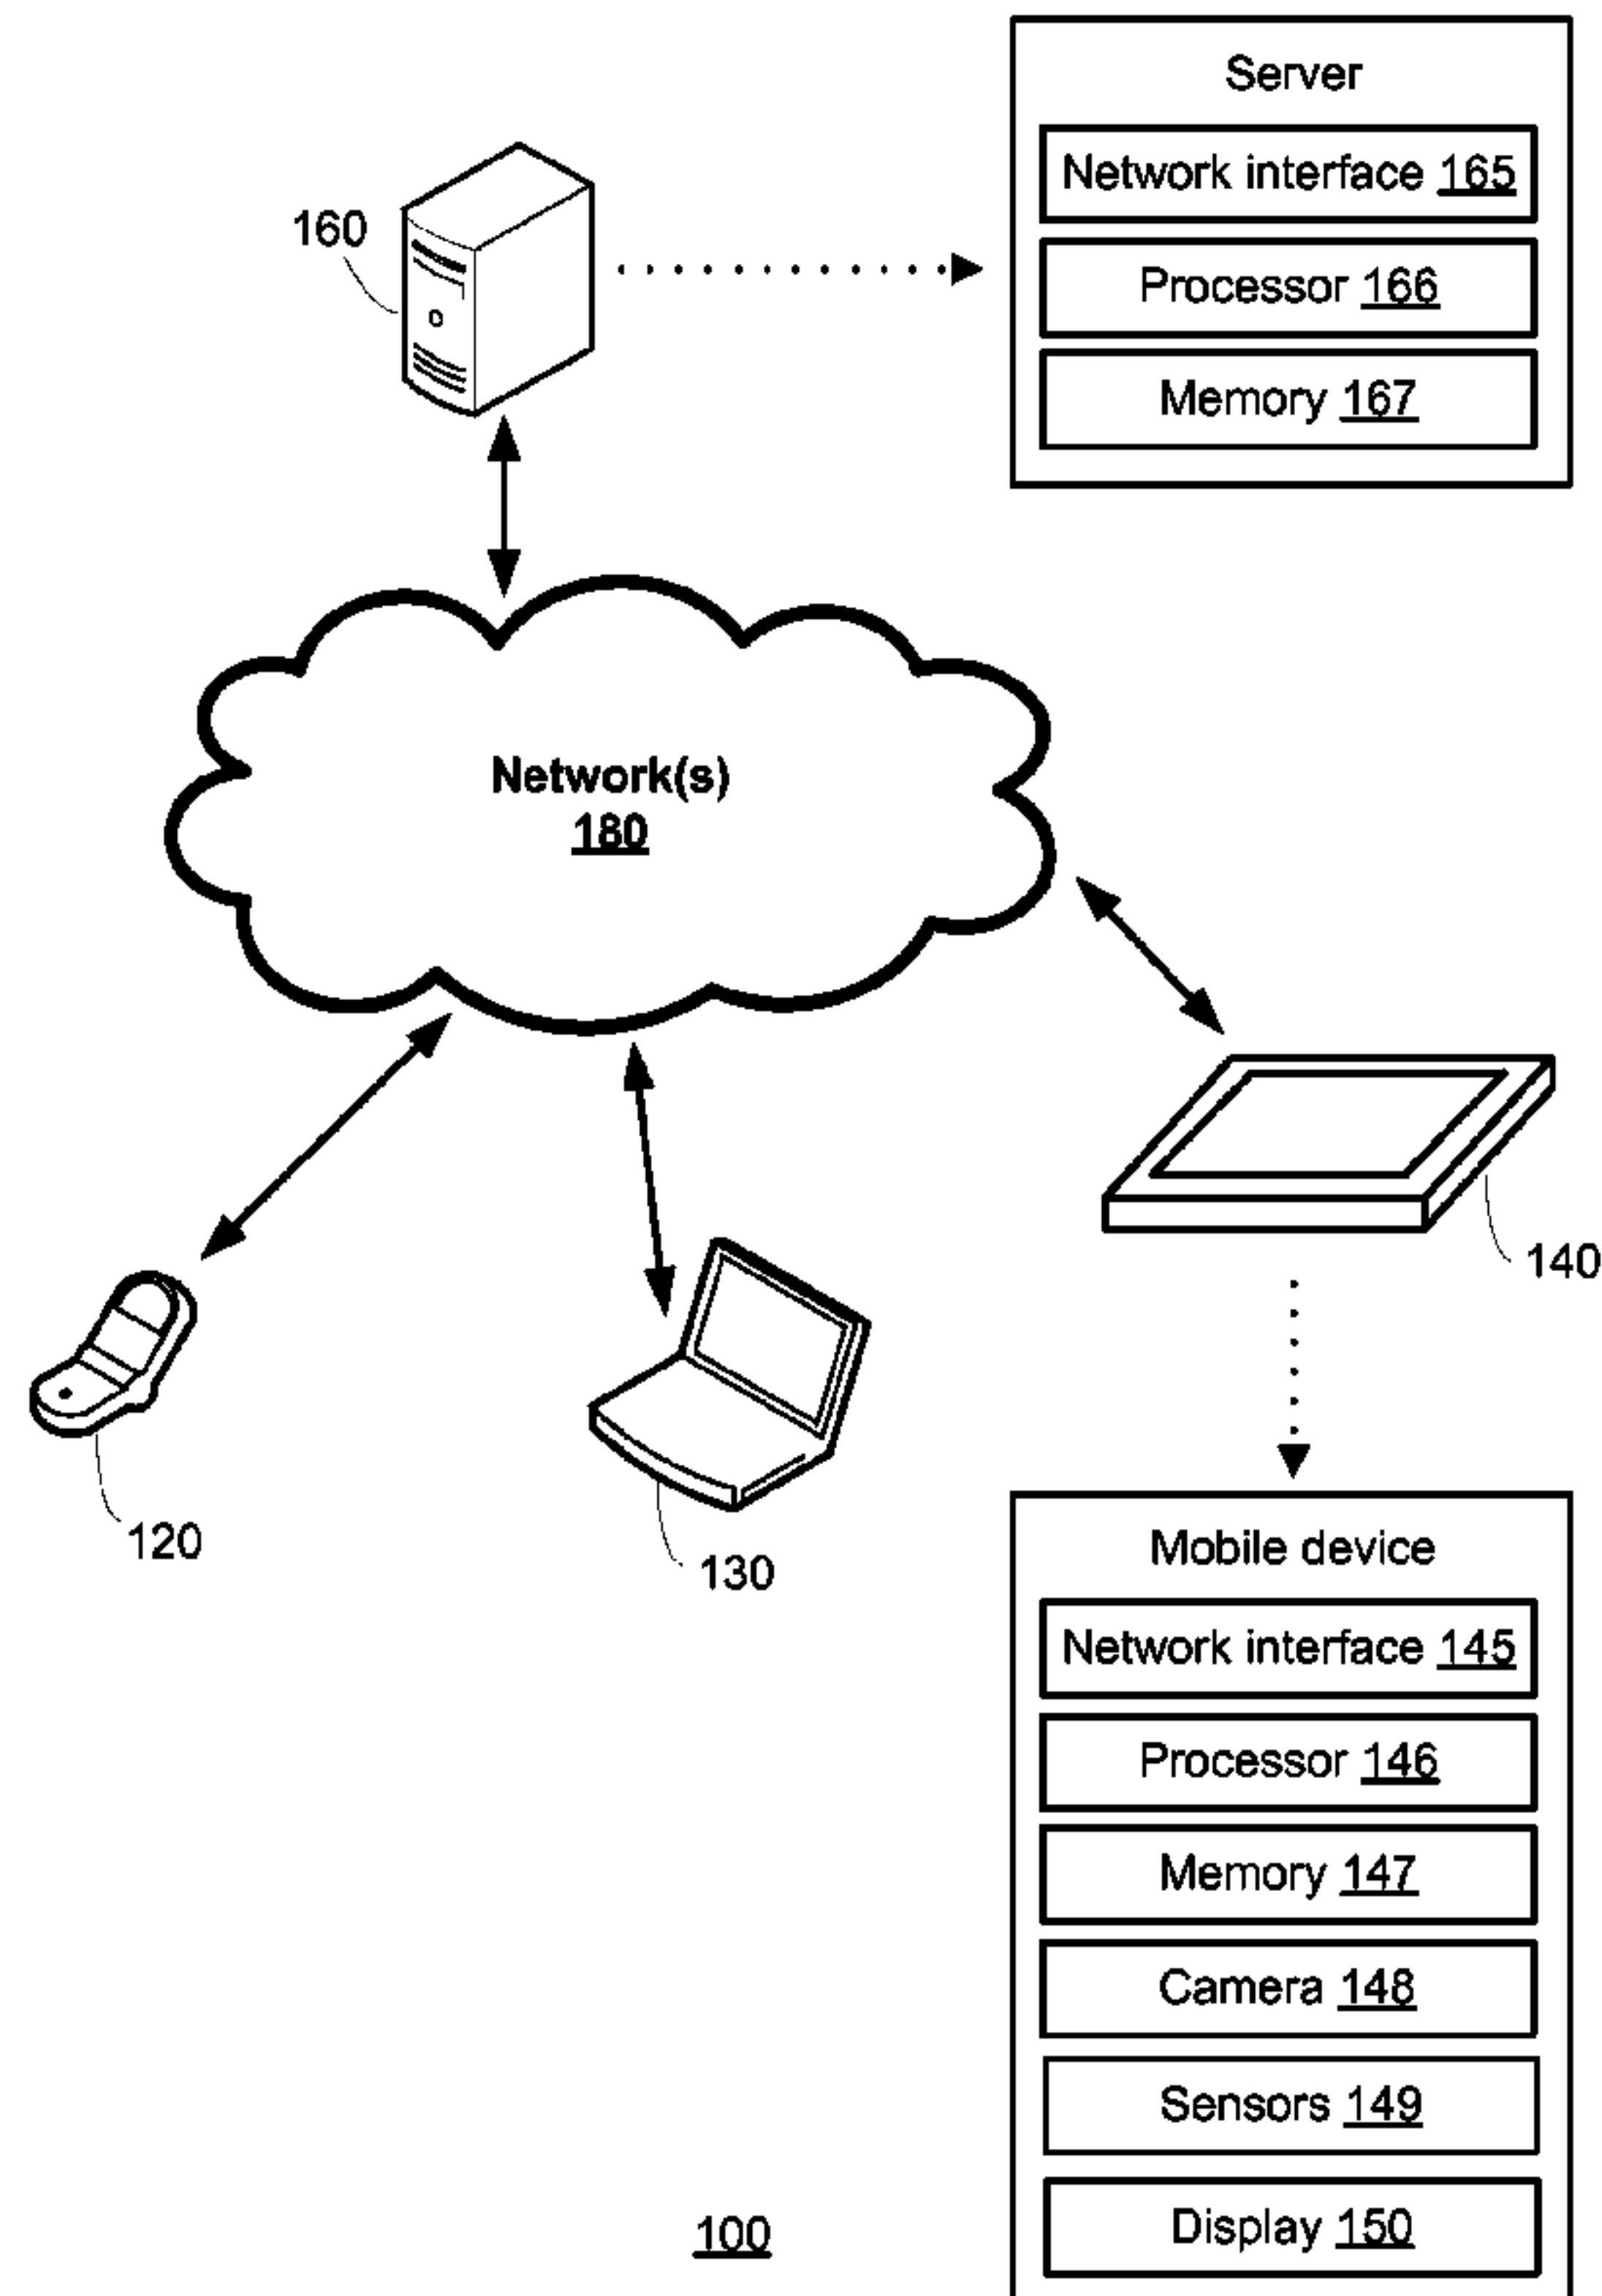 Server
Network interface 165
160
Processor 166
Memory 167
Network(s)
180
140
120
130
Mobile device
Network interface 145
Processor 146
Memory 147
Camera 148
Sensors 149
Display 150
100